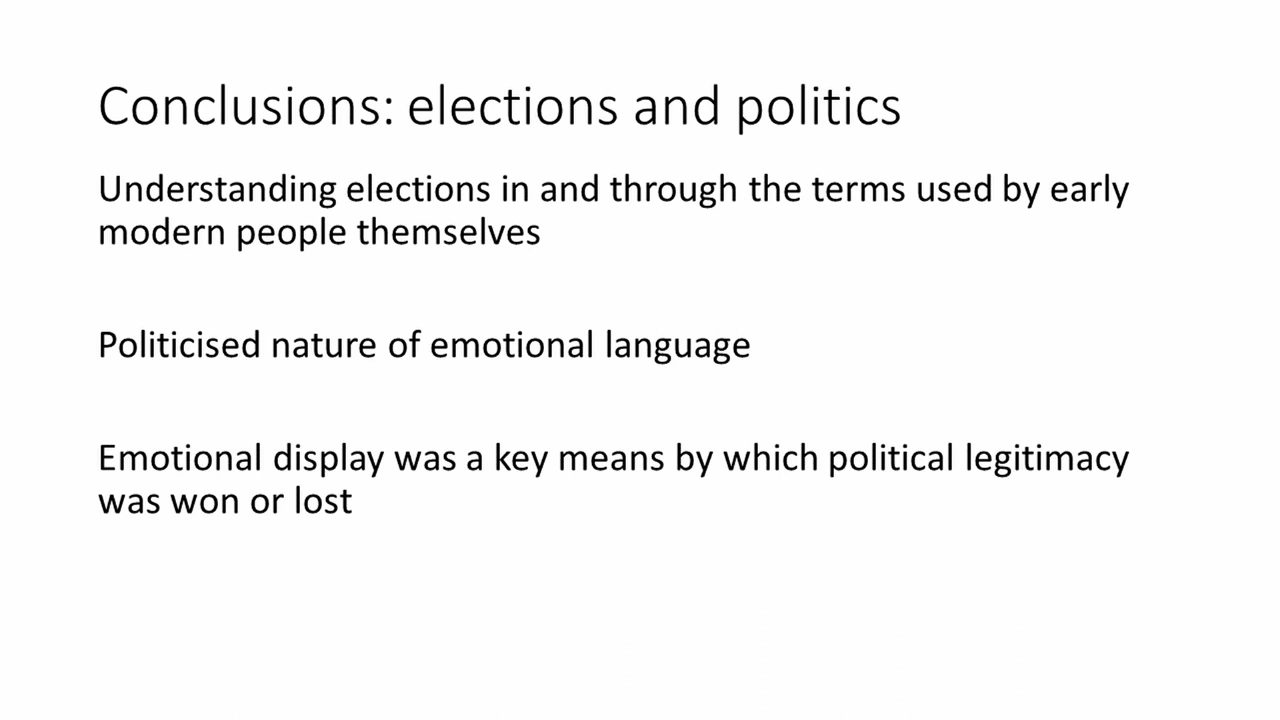 Conclusions: elections and politics
Understanding elections in and through the terms used by early
modern people themselves
Politicised nature of emotional language
Emotional display was a key means by which political legitimacy
was won or lost